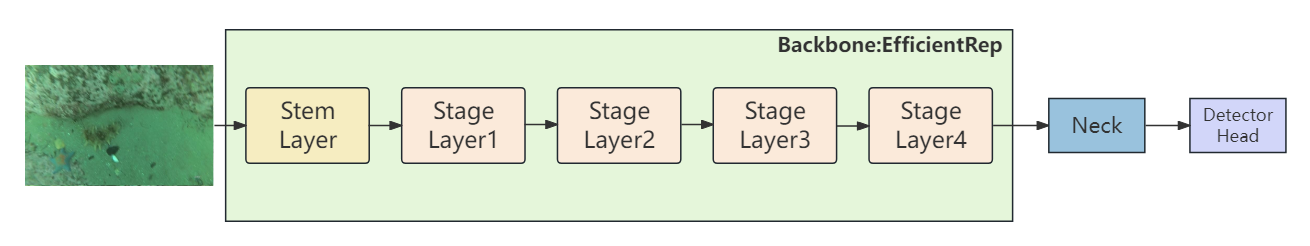 Backbone:EfficientRep
Stem
Layer
Stage
Layer1
Stage
Layer2
Stage
Layer3
Stage
Layer4
Neck
Detector
Head